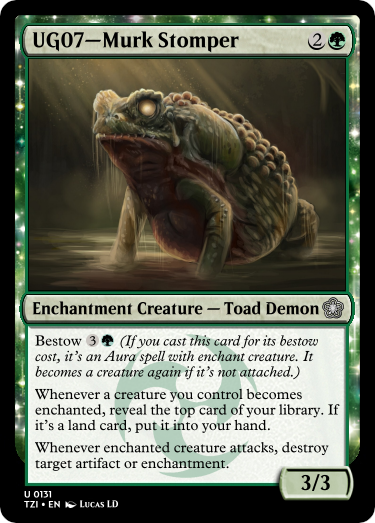 UG07—Murk Stomper 2
Enchantment Creature — Toad Demon
Bestow 3 (If you cast this card for its bestow
cost, it's an Aura spell with enchant creature. It
becomes a creature again if it's not attached.)
Whenever a creature you control becomes
enchanted, reveal the top card of your library. If
it's a land card, put it into your hand.
Whenever enchanted creature attacks, destroy
target artifact or enchantment.
3/3
U 0131
TZI • EN Lucas LD